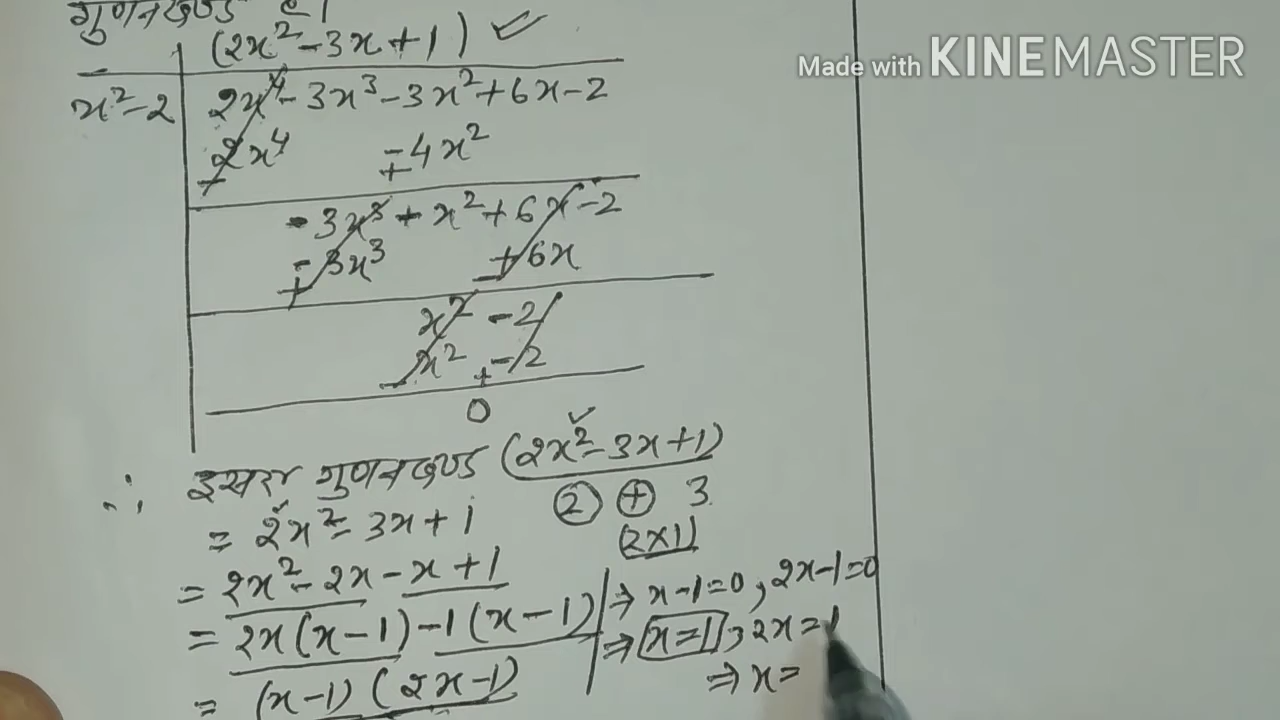 गुणनखण्ड है।
(2x² - 3x + 1) ✓
x² - 2 | 2x⁴ - 3x³ - 3x² + 6x - 2
2x⁴ - 4x²
- +
- 3x³ + x² + 6x - 2
- 3x³ + 6x
+ -
x² - 2
x² - 2
- +
0
∴ दूसरा गुणनखण्ड (2x² - 3x + 1)
= 2x² - 3x + 1
2 + 3
(2×1)
= 2x² - 2x - x + 1
= 2x(x - 1) - 1(x - 1)
= (x - 1) (2x - 1)
⇒ x - 1 = 0, 2x - 1 = 0
⇒ x = 1, 2x = 1
⇒ x =
Made with KINEMASTER